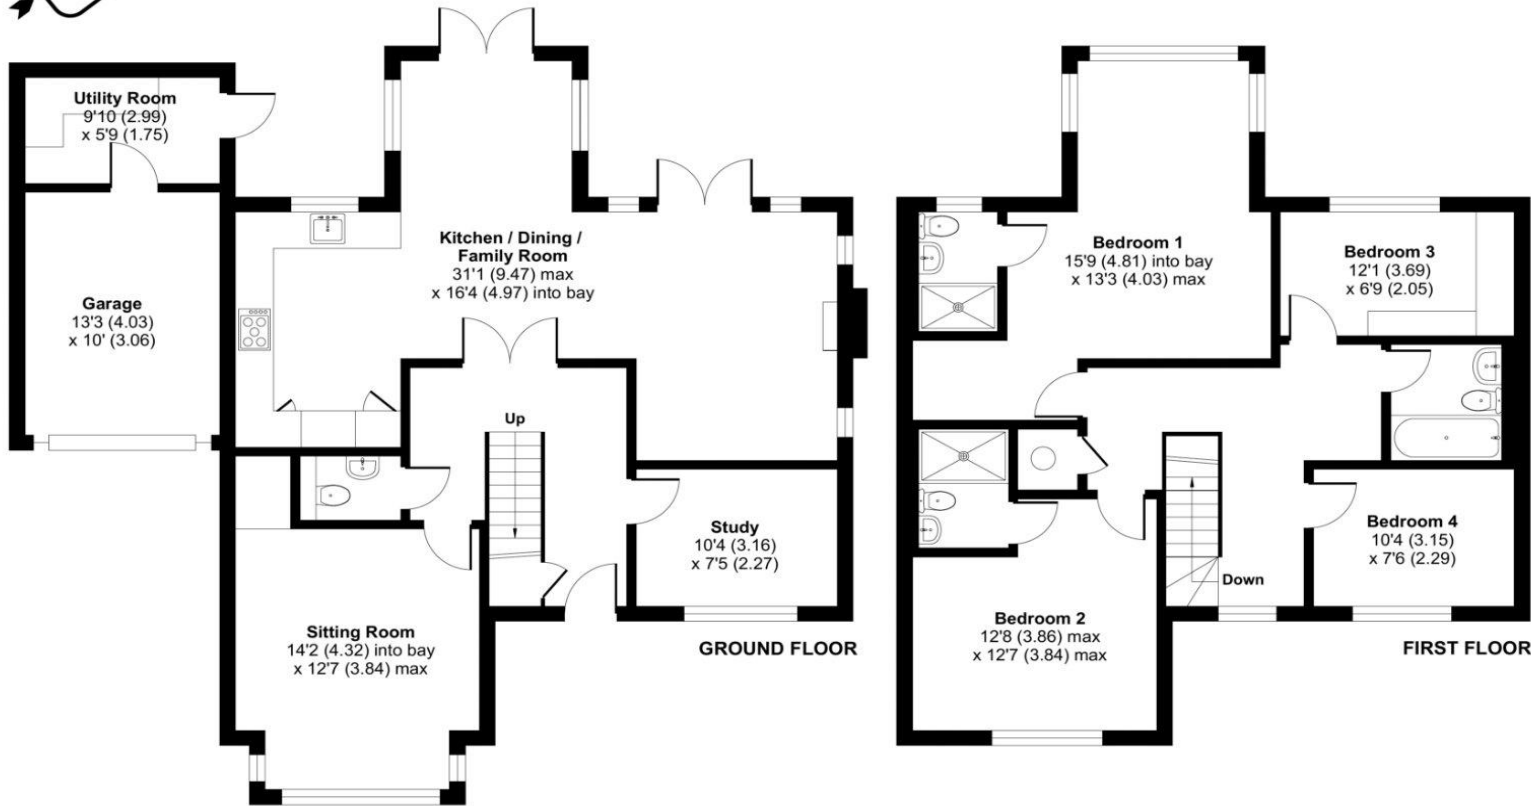 Utility Room
9'10 (2.99)
x 5'9 (1.75)
Garage
13'3 (4.03)
x 10' (3.06)
Kitchen / Dining /
Family Room
31'1 (9.47) max
x 16'4 (4.97) into bay
Up
Study
10'4 (3.16)
x 7'5 (2.27)
Sitting Room
14'2 (4.32) into bay
x 12'7 (3.84) max
GROUND FLOOR
Bedroom 1
15'9 (4.81) into bay
x 13'3 (4.03) max
Bedroom 3
12'1 (3.69)
x 6'9 (2.05)
Bedroom 4
10'4 (3.15)
x 7'6 (2.29)
Down
Bedroom 2
12'8 (3.86) max
x 12'7 (3.84) max
FIRST FLOOR